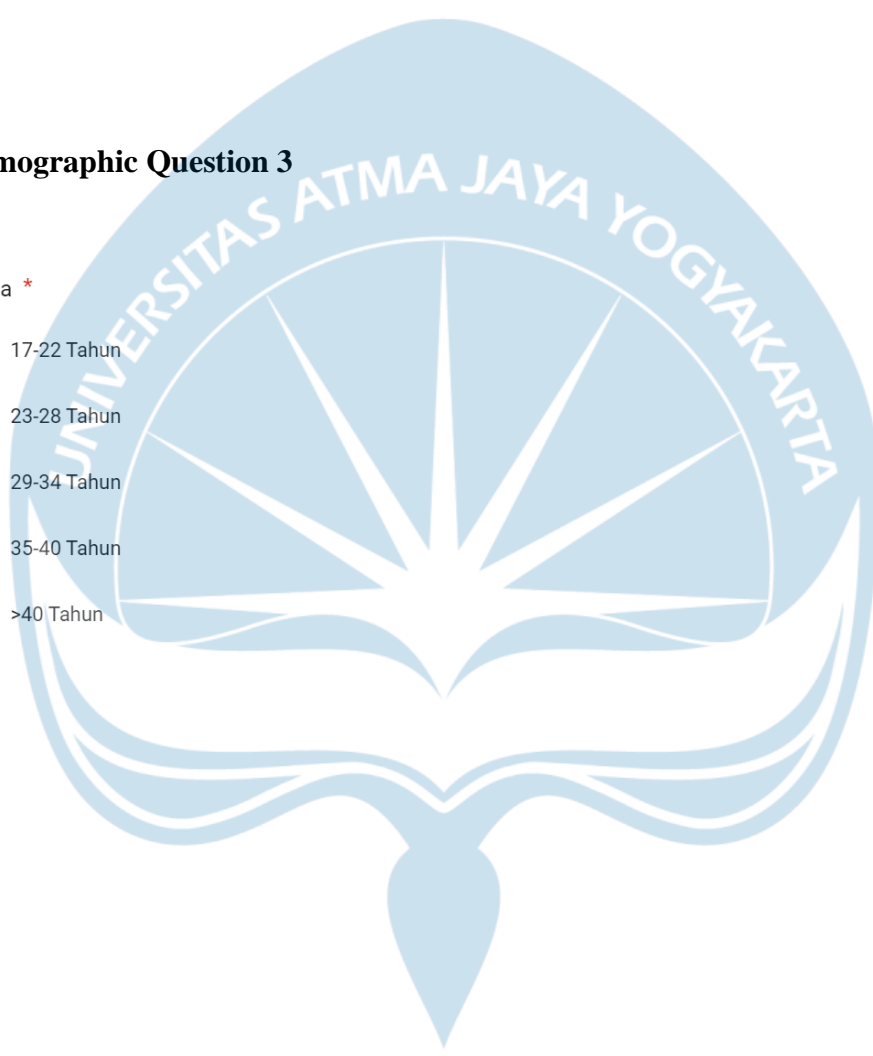 mographic Question 3
UNIVERSITAS ATMA JAYA YOGYAKARTA
a *
17-22 Tahun
23-28 Tahun
29-34 Tahun
35-40 Tahun
>40 Tahun